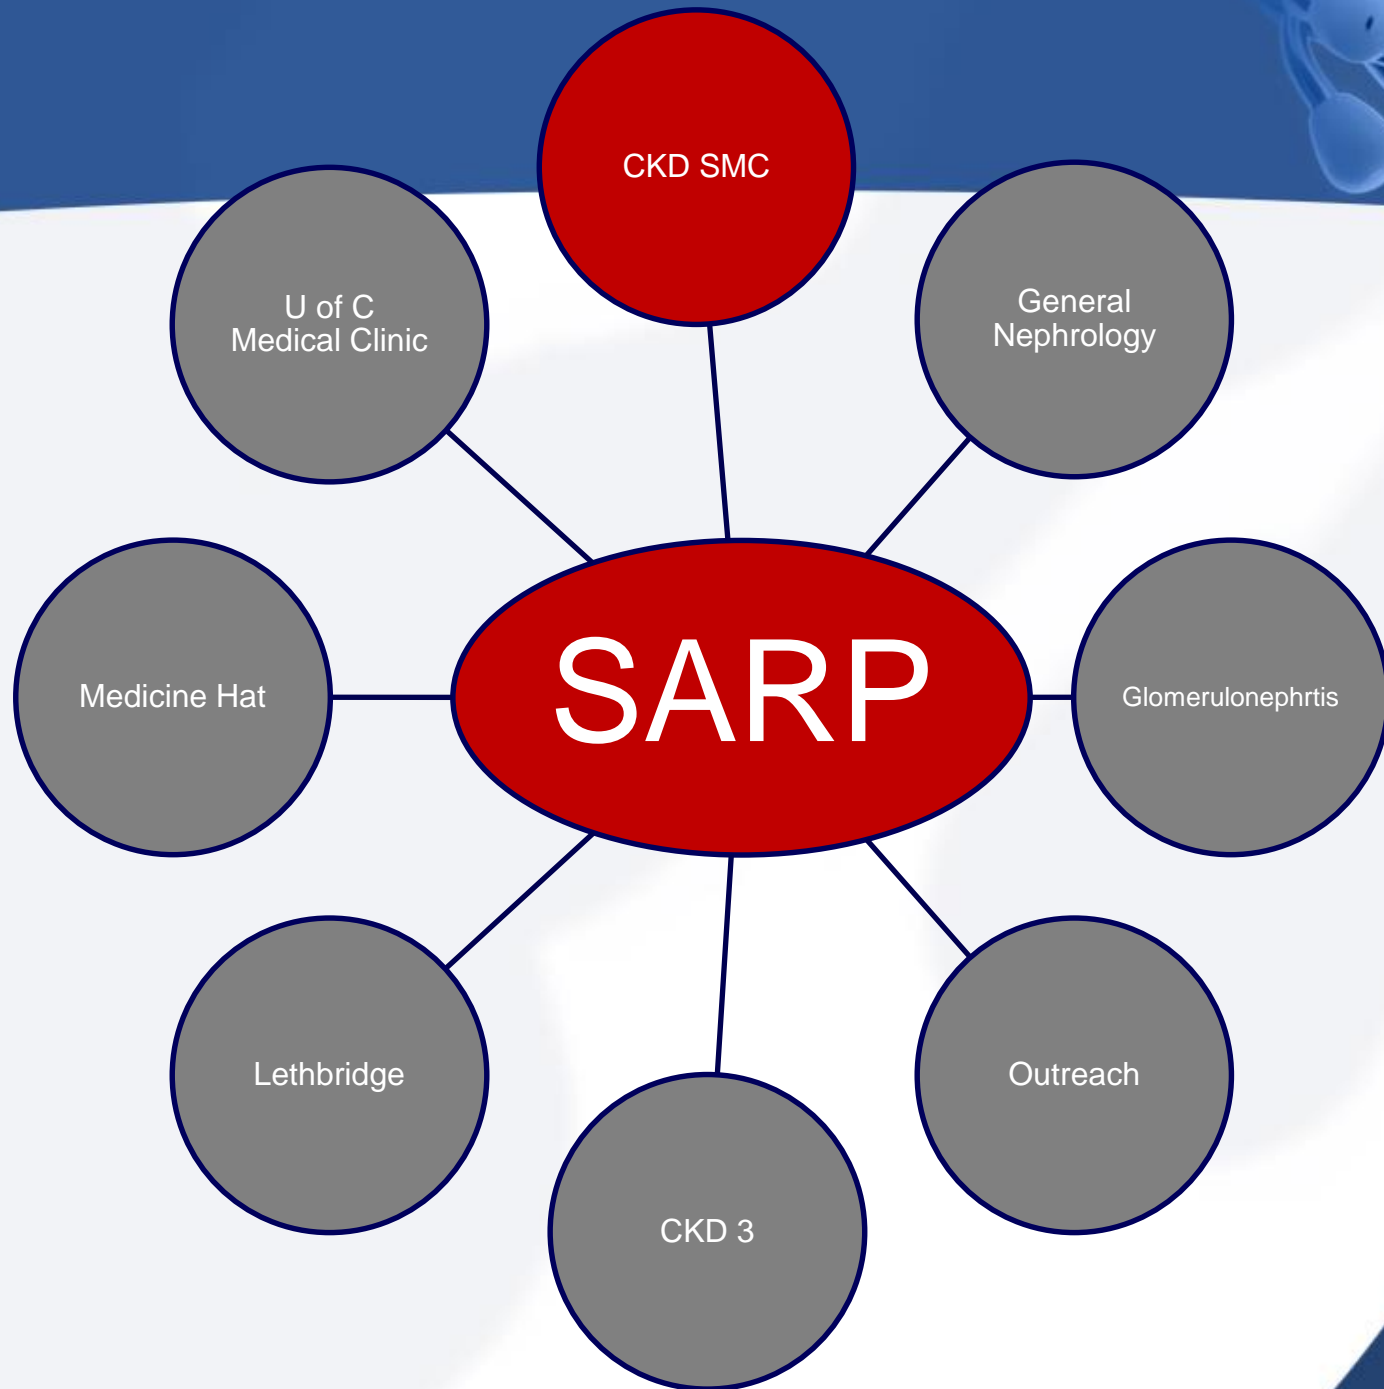 CKD SMC
U of C
Medical Clinic
General
Nephrology
Medicine Hat
SARP
Glomerulonephrtis
Lethbridge
Outreach
CKD 3